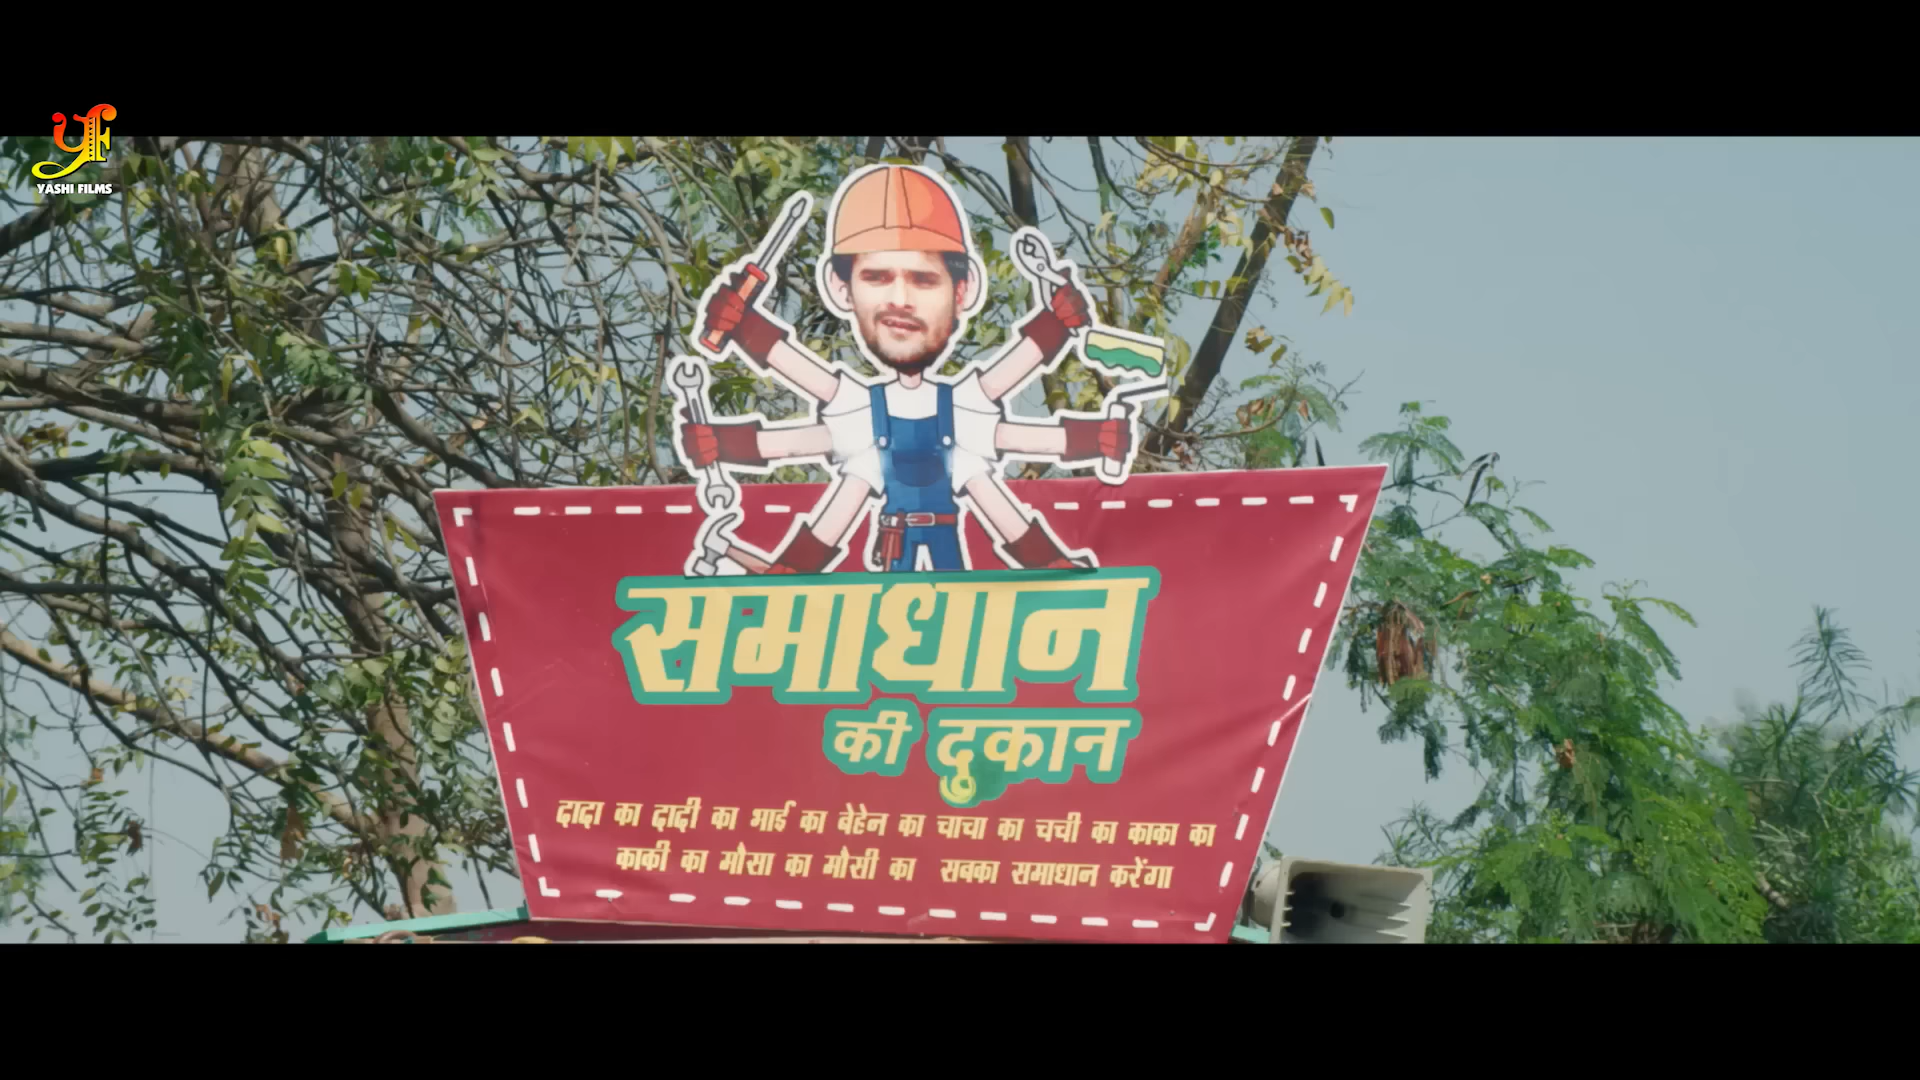 YASHI FILMS
समाधान
की दुकान
दादा का दादी का भाई का बेहेन का चाचा का चची का काका का
काकी का मौसा का मौसी का सबका समाधान करेंगा